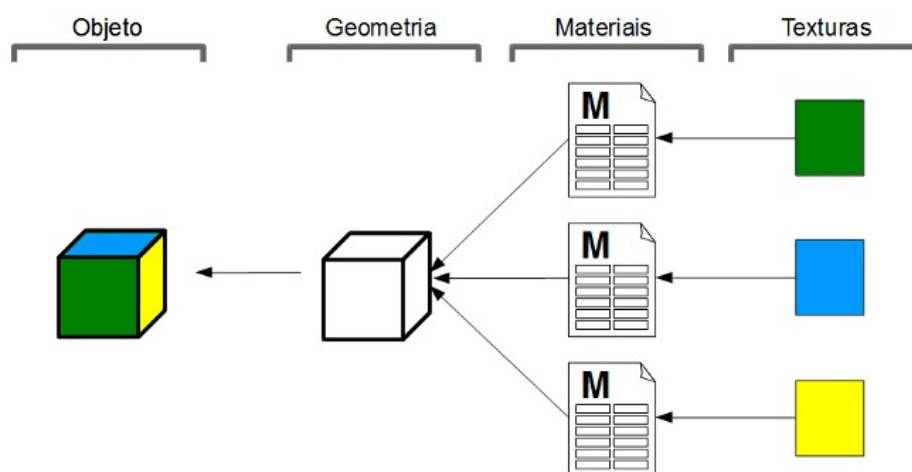 Objeto
Geometria
Materiais
Texturas
M
M
M